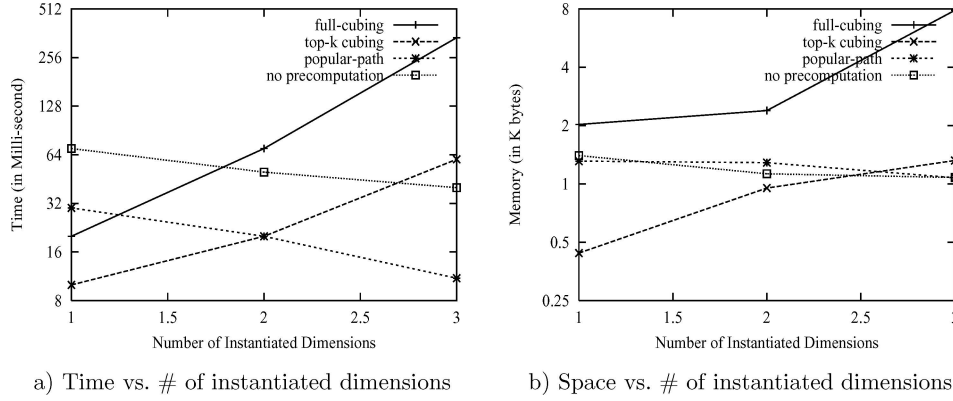 512
256
128
64
32
16
8
Time (in Milli-second)
full-cubing
top-k cubing
popular-path
no precomputation
1
1.5
2
2.5
3
Number of Instantiated Dimensions
a) Time vs. # of instantiated dimensions
8
4
2
1
0.5
0.25
Memory (in K bytes)
full-cubing
top-k cubing
popular-path
no precomputation
1
1.5
2
2.5
3
Number of Instantiated Dimensions
b) Space vs. # of instantiated dimensions